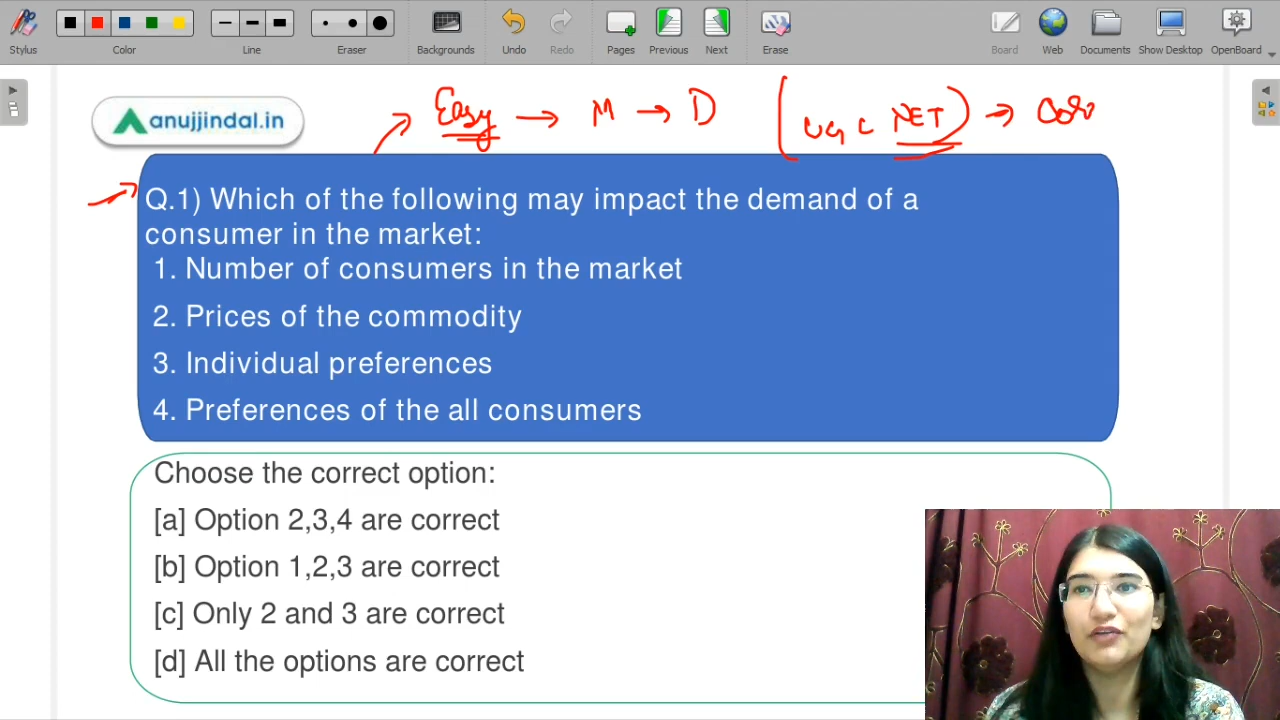 Stylus
Color
Line
Eraser
Backgrounds
Undo
Redo
Pages
Previous
Next
Erase
Board
Web
Documents
Show Desktop
OpenBoard
anujjindal.in
Easy → M → D (UGC NET) →
Q.1) Which of the following may impact the demand of a
consumer in the market:
1. Number of consumers in the market
2. Prices of the commodity
3. Individual preferences
4. Preferences of the all consumers
Choose the correct option:
[a] Option 2,3,4 are correct
[b] Option 1,2,3 are correct
[c] Only 2 and 3 are correct
[d] All the options are correct